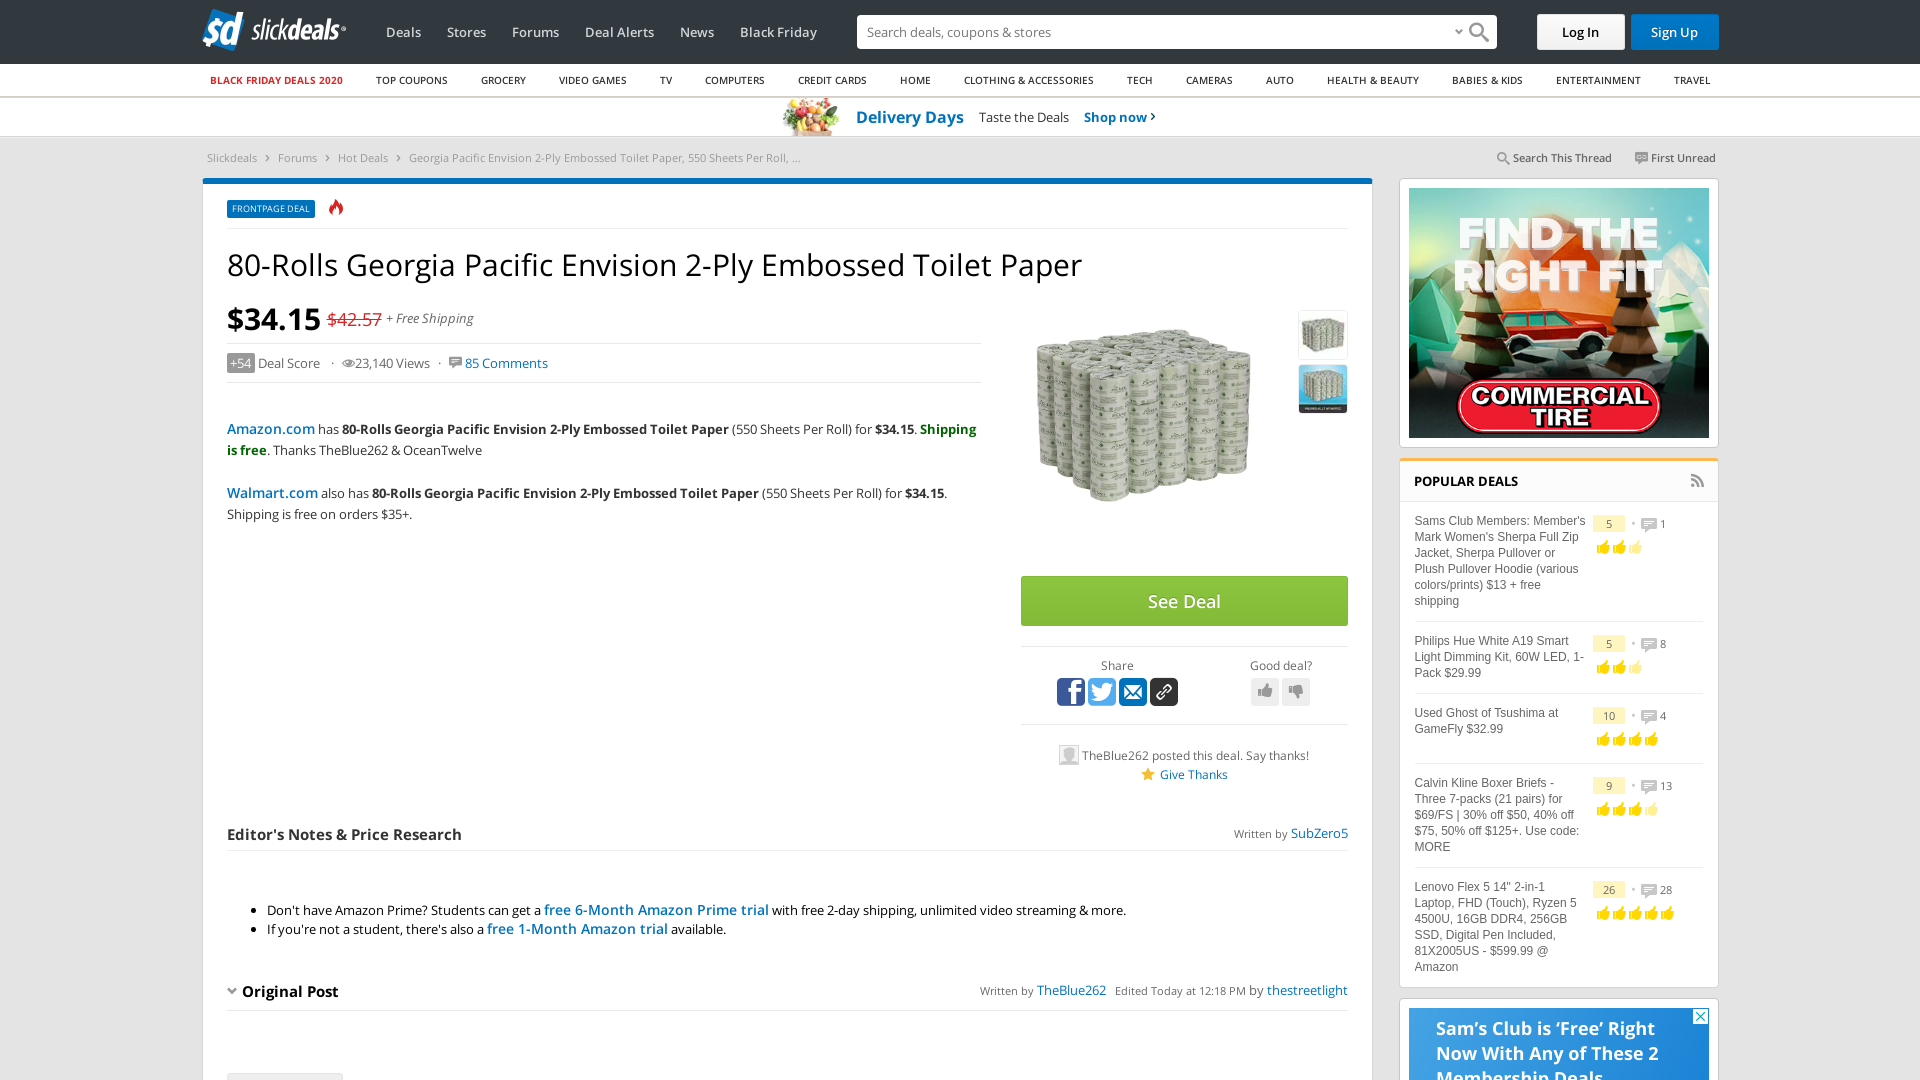 slickdeals
Deals
Stores
Forums
Deal Alerts
News
Black Friday
Search deals, coupons & stores
Log In
Sign Up
BLACK FRIDAY DEALS 2020
TOP COUPONS
GROCERY
VIDEO GAMES
TV
COMPUTERS
CREDIT CARDS
HOME
CLOTHING & ACCESSORIES
TECH
CAMERAS
AUTO
HEALTH & BEAUTY
BABIES & KIDS
ENTERTAINMENT
TRAVEL
Delivery Days Taste the Deals Shop now ›
Slickdeals › Forums › Hot Deals › Georgia Pacific Envision 2-Ply Embossed Toilet Paper, 550 Sheets Per Roll, ...
Search This Thread
First Unread
FRONTPAGE DEAL
80-Rolls Georgia Pacific Envision 2-Ply Embossed Toilet Paper
$34.15 $42.57 + Free Shipping
+54 Deal Score · 23,140 Views · 85 Comments
Amazon.com has 80-Rolls Georgia Pacific Envision 2-Ply Embossed Toilet Paper (550 Sheets Per Roll) for $34.15. Shipping
is free. Thanks TheBlue262 & OceanTwelve
Walmart.com also has 80-Rolls Georgia Pacific Envision 2-Ply Embossed Toilet Paper (550 Sheets Per Roll) for $34.15.
Shipping is free on orders $35+.
See Deal
Share
Good deal?
TheBlue262 posted this deal. Say thanks!
Give Thanks
Editor's Notes & Price Research
Written by SubZero5
• Don't have Amazon Prime? Students can get a free 6-Month Amazon Prime trial with free 2-day shipping, unlimited video streaming & more.
• If you're not a student, there's also a free 1-Month Amazon trial available.
Original Post
Written by TheBlue262 Edited Today at 12:18 PM by thestreetlight
FIND THE
RIGHT FIT
COMMERCIAL
TIRE
POPULAR DEALS
Sams Club Members: Member's
Mark Women's Sherpa Full Zip
Jacket, Sherpa Pullover or
Plush Pullover Hoodie (various
colors/prints) $13 + free
shipping
5 • 1
Philips Hue White A19 Smart
Light Dimming Kit, 60W LED, 1-
Pack $29.99
5 • 8
Used Ghost of Tsushima at
GameFly $32.99
10 • 4
Calvin Kline Boxer Briefs -
Three 7-packs (21 pairs) for
$69/FS | 30% off $50, 40% off
$75, 50% off $125+. Use code:
MORE
9 • 13
Lenovo Flex 5 14" 2-in-1
Laptop, FHD (Touch), Ryzen 5
4500U, 16GB DDR4, 256GB
SSD, Digital Pen Included,
81X2005US - $599.99 @
Amazon
26 • 28
Sam's Club is 'Free' Right
Now With Any of These 2
Membership Deals